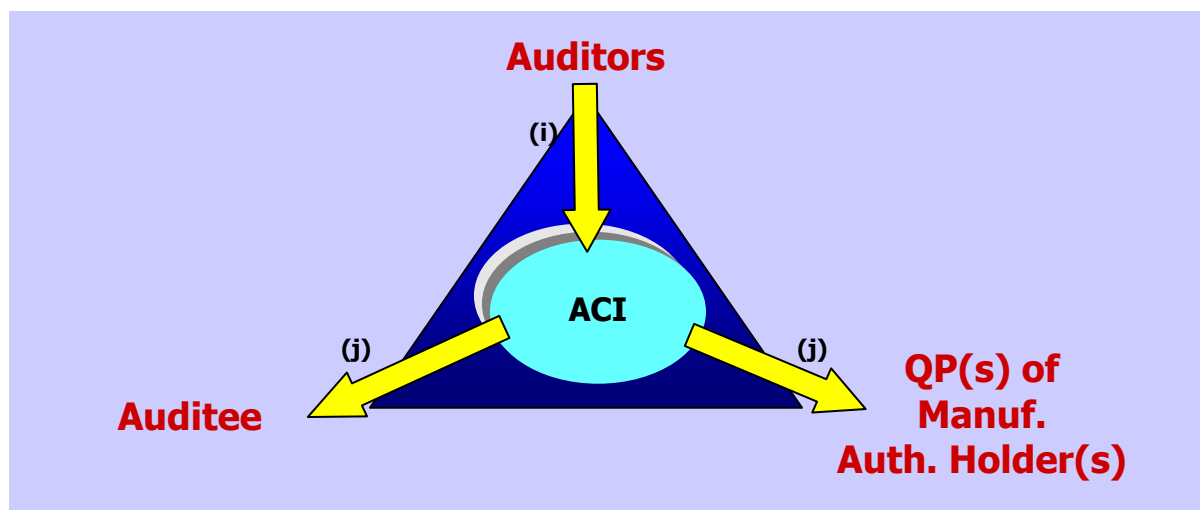 Auditors
(i)
ACI
(j)
(j)
Auditee
QP(s) of
Manuf.
Auth. Holder(s)